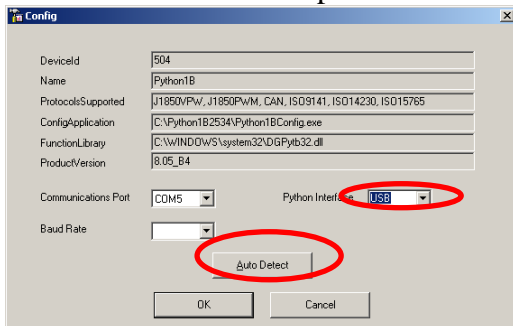 Config
DeviceId 504
Name Python1B
ProtocolsSupported J1850VPW, J1850PWM, CAN, ISO9141, ISO14230, ISO15765
ConfigApplication C:\Python1B2534\Python1BConfig.exe
FunctionLibrary C:\WINDOWS\system32\DGPytb32.dll
ProductVersion 8.05_B4
Communications Port COM5 Python Interface USB
Baud Rate
Auto Detect
OK Cancel